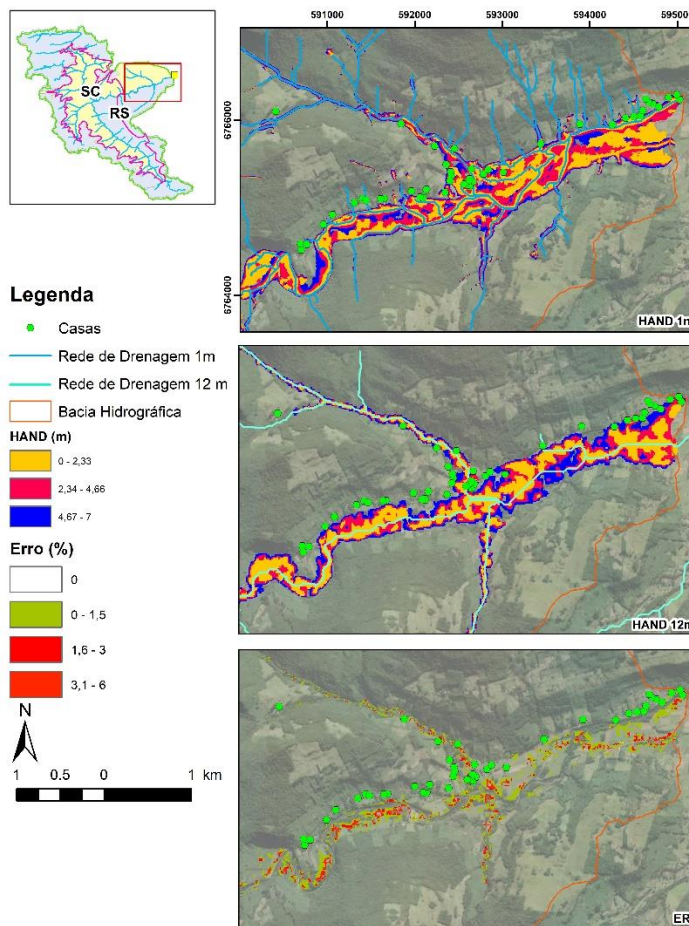 SC
RS
591000 592000 593000 594000 595000
6766000
6764000
HAND 1m
Legenda
Casas
Rede de Drenagem 1m
Rede de Drenagem 12 m
Bacia Hidrográfica
HAND (m)
0 - 2,33
2,34 - 4,66
4,67 - 7
Erro (%)
0
0 - 1,5
1,6 - 3
3,1 - 6
N
1 0.5 0 1 km
HAND 12m